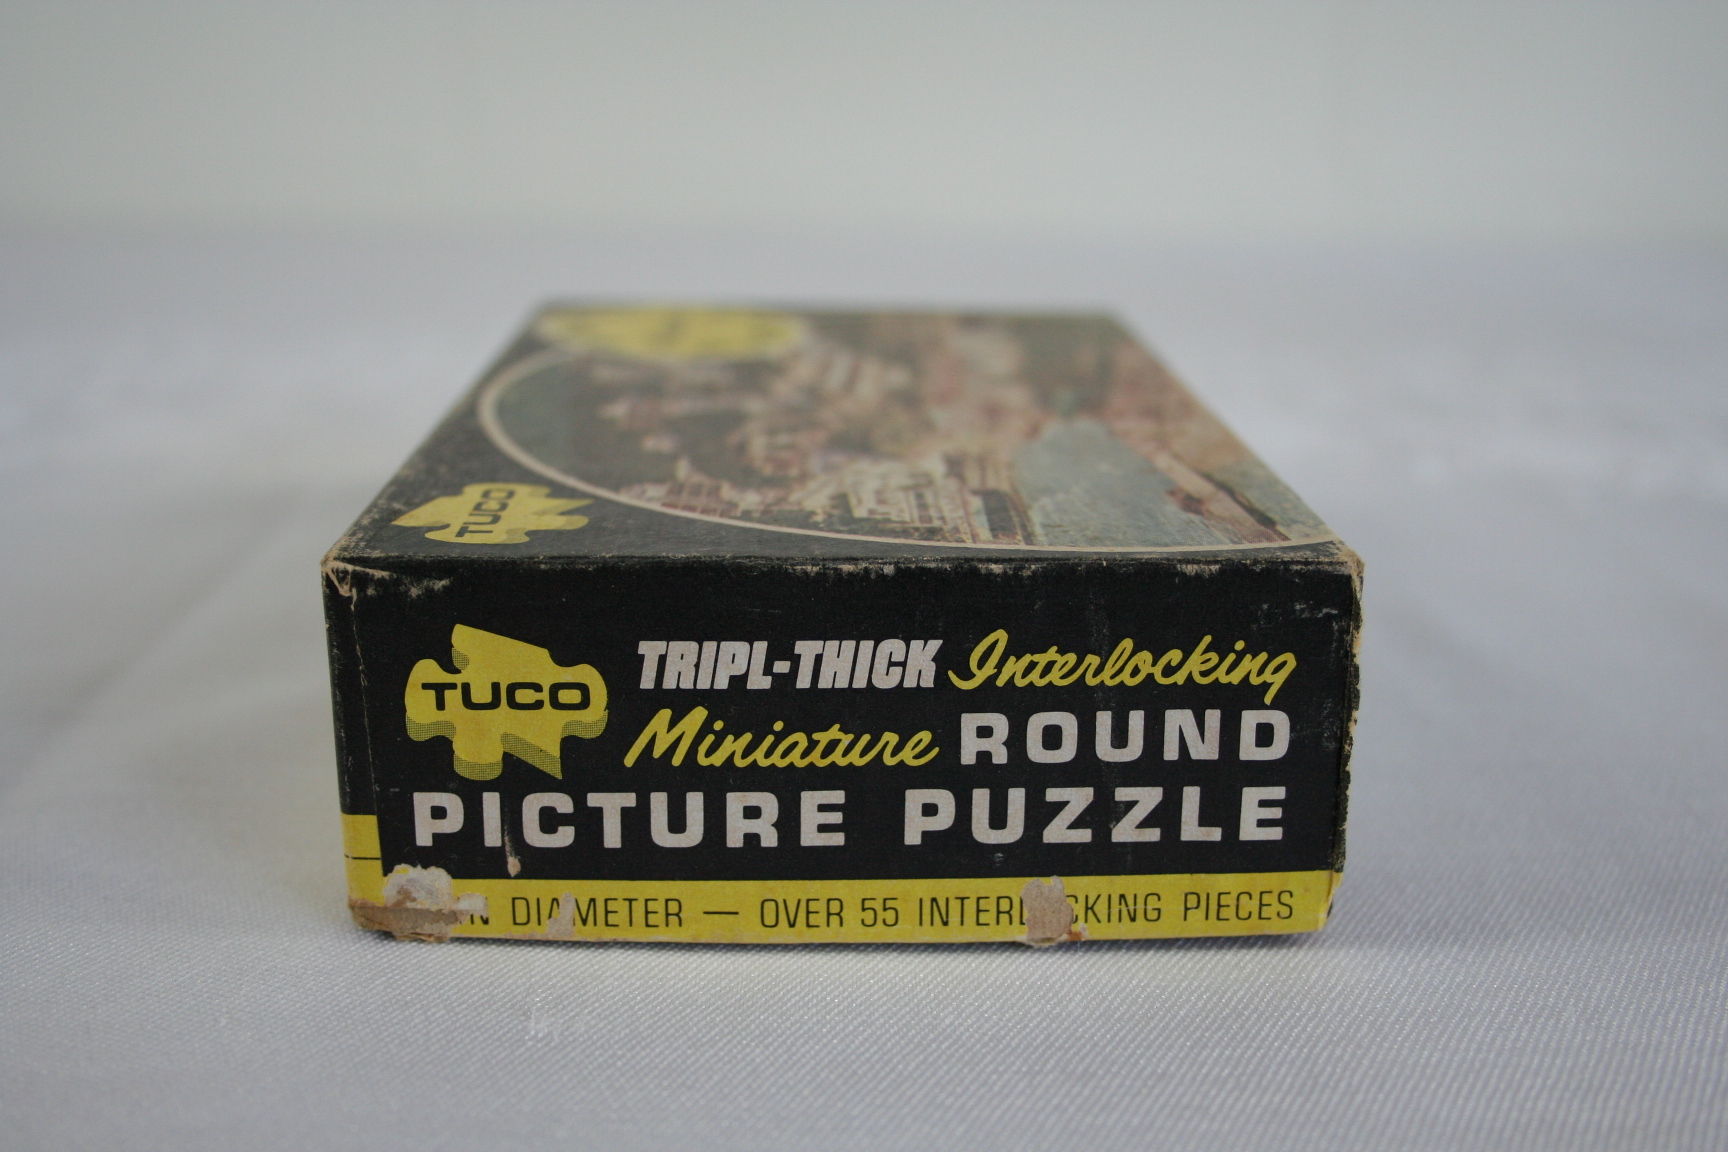 TUCO
TUCO
TRIPL-THICK Interlocking
Miniature ROUND
PICTURE PUZZLE
DIAMETER — OVER 55 INTERLOCKING PIECES